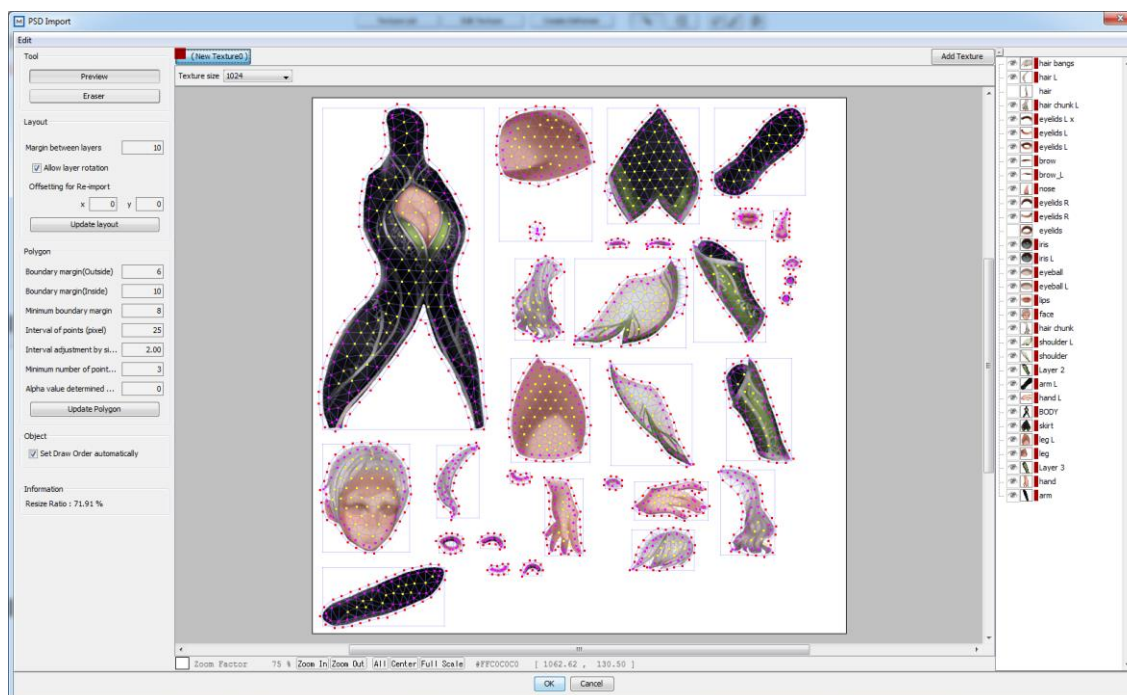 PSD Import
Edit
Tool
Preview
Eraser
Layout
Margin between layers 10
Allow layer rotation
Offsetting for Re-import
x 0 y 0
Update layout
Polygon
Boundary margin(Outside) 6
Boundary margin(Inside) 10
Minimum boundary margin 8
Interval of points (pixel) 25
Interval adjustment by si... 2.00
Minimum number of point... 3
Alpha value determined ... 0
Update Polygon
Object
Set Draw Order automatically
Information
Resize Ratio : 71.91 %
( New Texture0 )
Add Texture
Texture size 1024
Zoom Factor 75 % Zoom In Zoom Out All Center Full Scale #FFC0C0C0 [ 1062.62 , 130.50 ]
OK Cancel
hair bangs
hair L
hair
hair chunk L
eyelids L x
eyelids L
eyelids L
brow
brow_L
nose
eyelids R
eyelids R
eyelids
iris
iris L
eyeball
eyeball L
lips
face
hair chunk
shoulder L
shoulder
Layer 2
arm L
hand L
BODY
skirt
leg L
leg
Layer 3
hand
arm